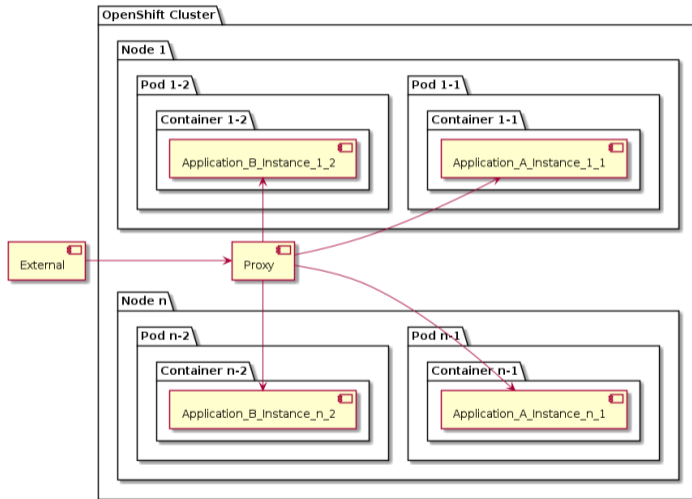 OpenShift Cluster
Node 1
Pod 1-2
Pod 1-1
Container 1-2
Container 1-1
Application_B_Instance_1_2
Application_A_Instance_1_1
External
Proxy
Node n
Pod n-2
Pod n-1
Container n-2
Container n-1
Application_B_Instance_n_2
Application_A_Instance_n_1